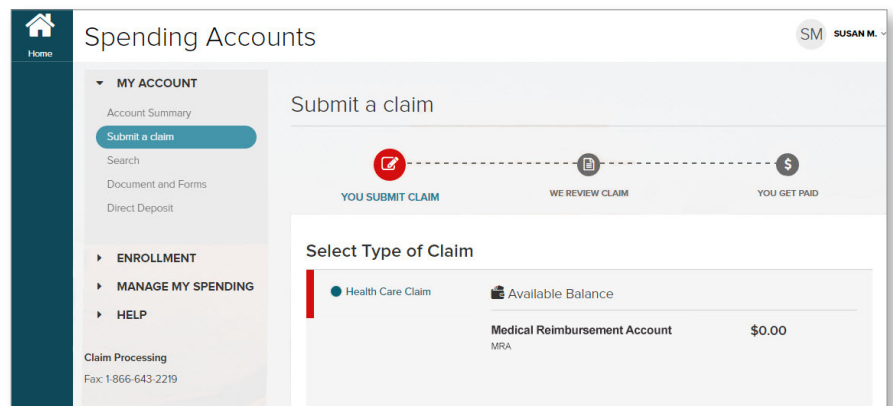 Home
Spending Accounts
SM SUSAN M.
MY ACCOUNT
Account Summary
Submit a claim
Search
Document and Forms
Direct Deposit
ENROLLMENT
MANAGE MY SPENDING
HELP
Claim Processing
Fax: 1-866-643-2219
Submit a claim
YOU SUBMIT CLAIM
WE REVIEW CLAIM
$
YOU GET PAID
Select Type of Claim
Health Care Claim
Available Balance
Medical Reimbursement Account $0.00
MRA